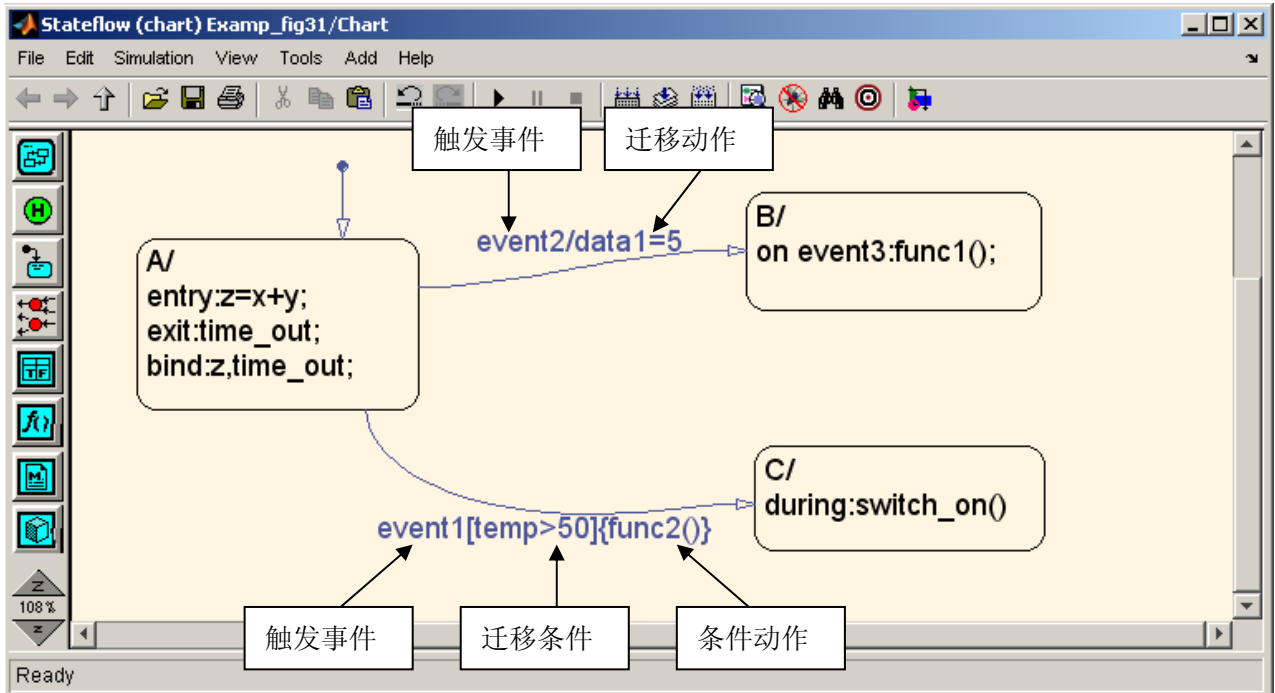 Stateflow (chart) Examp_fig31/Chart
File Edit Simulation View Tools Add Help
触发事件
迁移动作
event2/data1=5
A/
entry:z=x+y;
exit:time_out;
bind:z,time_out;
B/
on event3:func1();
C/
during:switch_on()
event1[temp>50]{func2()}
触发事件
迁移条件
条件动作
H
TF
f()
M
Z
108%
z
Ready